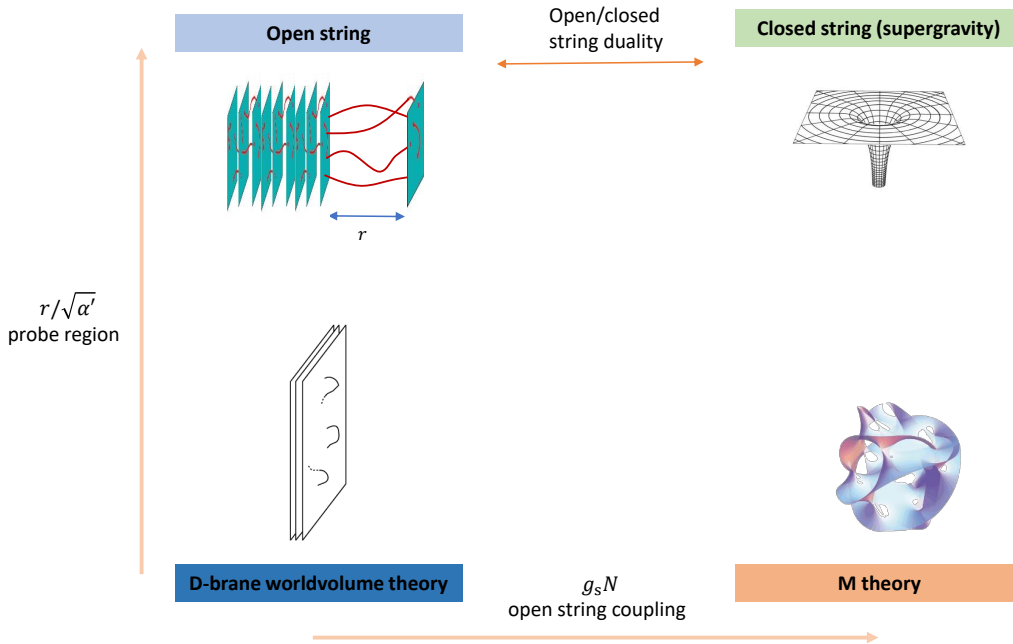 Open string
Open/closed
string duality
Closed string (supergravity)
r
r/√α′
probe region
D-brane worldvolume theory
gₛN
open string coupling
M theory